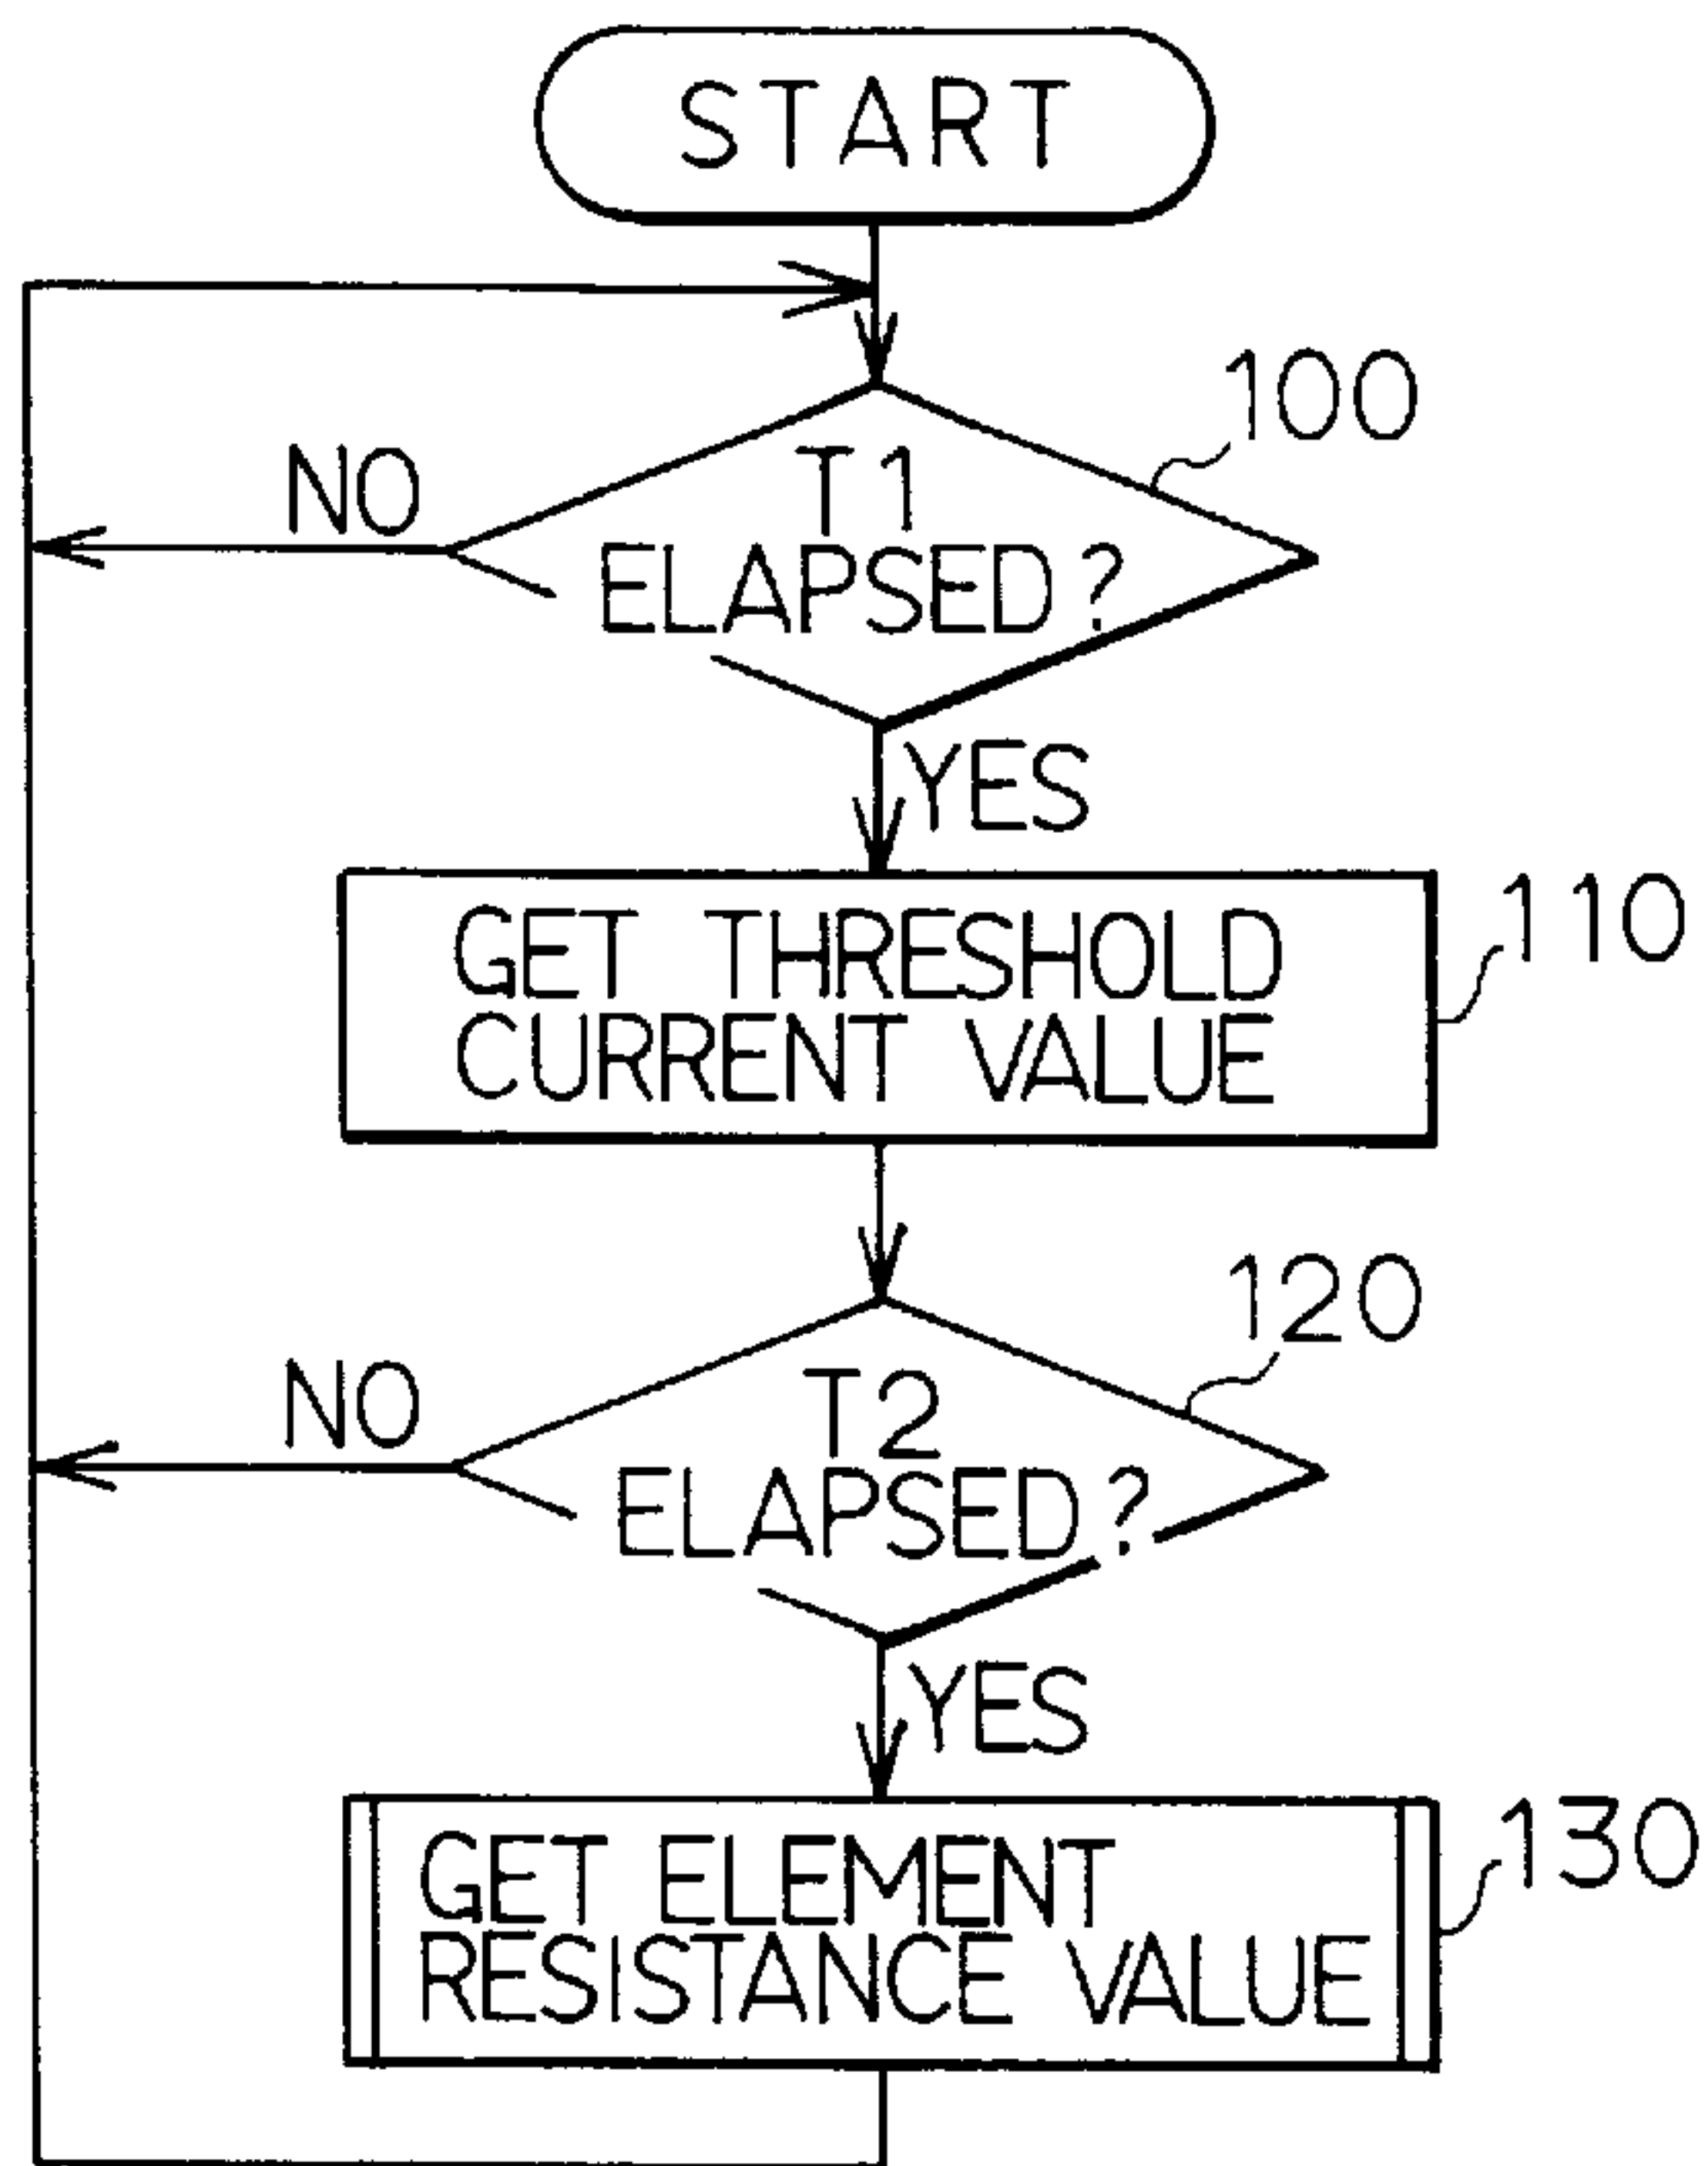 START
100
NO
T1
ELAPSED?
YES
GET THRESHOLD
CURRENT VALUE
110
120
NO
T2
ELAPSED?
YES
GET ELEMENT
RESISTANCE VALUE
130